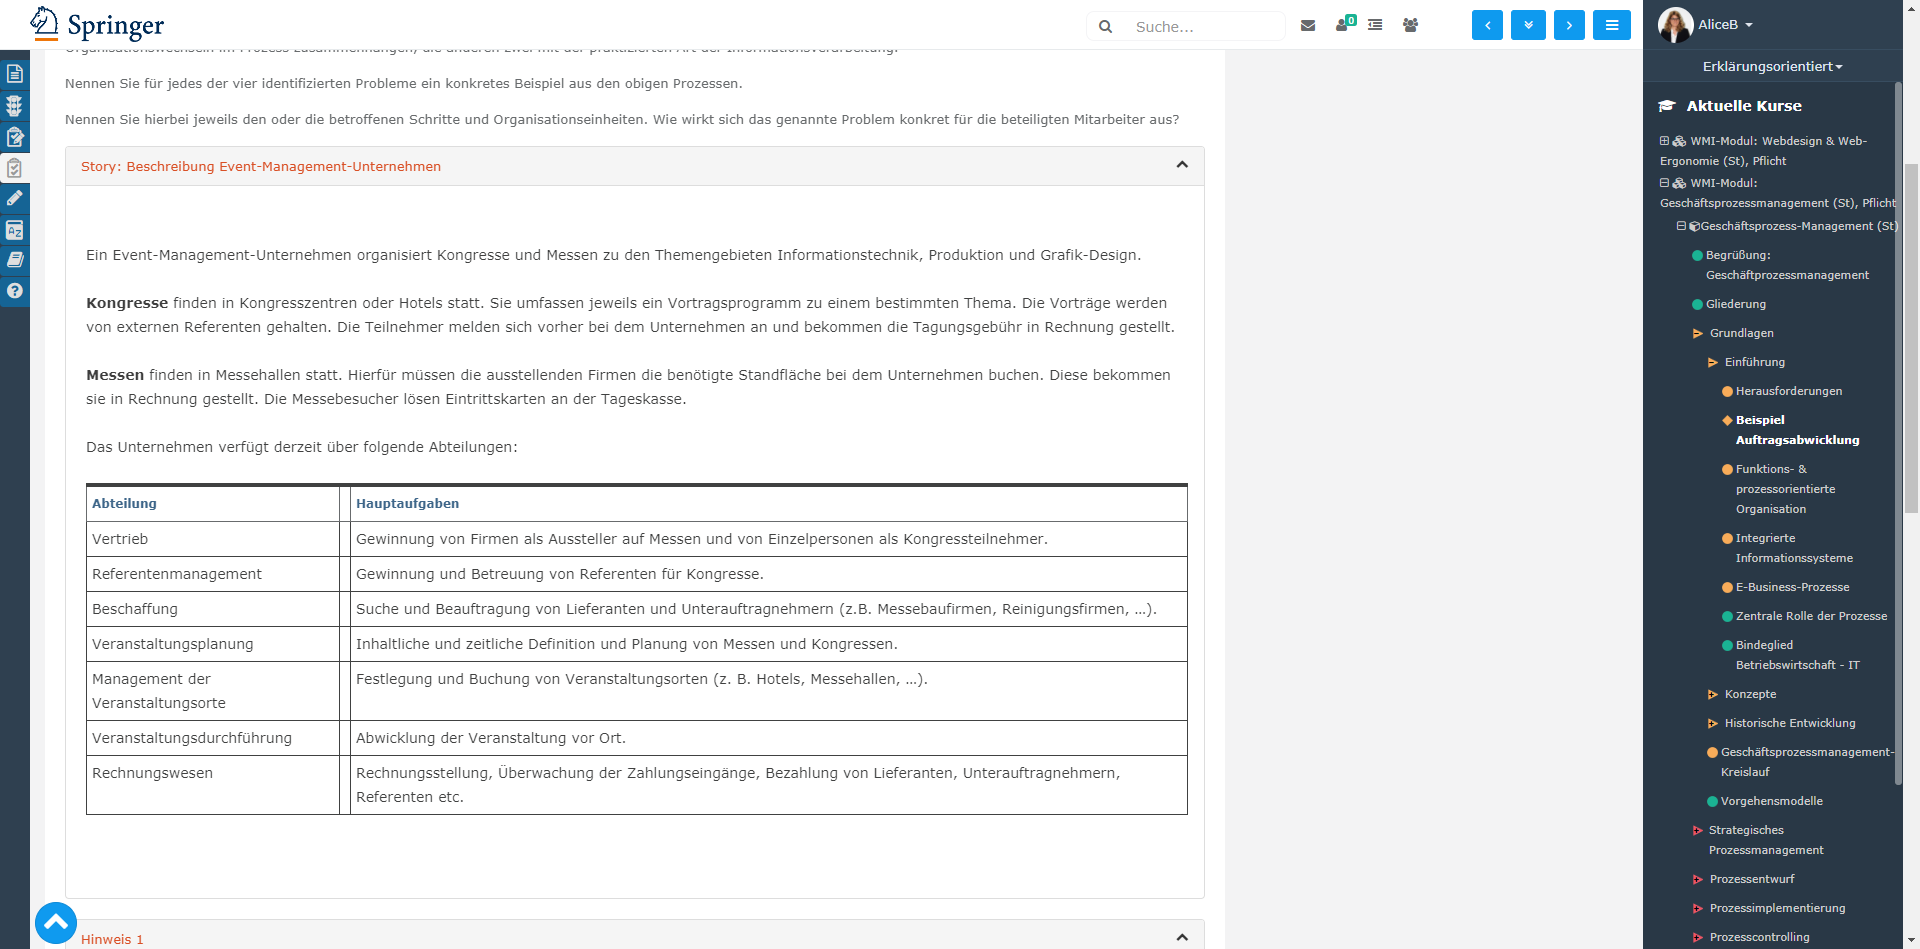 Springer
Suche...
0
AliceB
Erklärungsorientiert
Organisationswechseln im Prozess zusammenhängen, die anderen zwei mit der praktizierten Art der Informationsverarbeitung.
Nennen Sie für jedes der vier identifizierten Probleme ein konkretes Beispiel aus den obigen Prozessen.
Nennen Sie hierbei jeweils den oder die betroffenen Schritte und Organisationseinheiten. Wie wirkt sich das genannte Problem konkret für die beteiligten Mitarbeiter aus?
Story: Beschreibung Event-Management-Unternehmen
Ein Event-Management-Unternehmen organisiert Kongresse und Messen zu den Themengebieten Informationstechnik, Produktion und Grafik-Design.
Kongresse finden in Kongresszentren oder Hotels statt. Sie umfassen jeweils ein Vortragsprogramm zu einem bestimmten Thema. Die Vorträge werden
von externen Referenten gehalten. Die Teilnehmer melden sich vorher bei dem Unternehmen an und bekommen die Tagungsgebühr in Rechnung gestellt.
Messen finden in Messehallen statt. Hierfür müssen die ausstellenden Firmen die benötigte Standfläche bei dem Unternehmen buchen. Diese bekommen
sie in Rechnung gestellt. Die Messebesucher lösen Eintrittskarten an der Tageskasse.
Das Unternehmen verfügt derzeit über folgende Abteilungen:
Abteilung Hauptaufgaben
Vertrieb Gewinnung von Firmen als Aussteller auf Messen und von Einzelpersonen als Kongressteilnehmer.
Referentenmanagement Gewinnung und Betreuung von Referenten für Kongresse.
Beschaffung Suche und Beauftragung von Lieferanten und Unterauftragnehmern (z.B. Messebaufirmen, Reinigungsfirmen, ...).
Veranstaltungsplanung Inhaltliche und zeitliche Definition und Planung von Messen und Kongressen.
Management der Festlegung und Buchung von Veranstaltungsorten (z. B. Hotels, Messehallen, ...).
Veranstaltungsorte
Veranstaltungsdurchführung Abwicklung der Veranstaltung vor Ort.
Rechnungswesen Rechnungsstellung, Überwachung der Zahlungseingänge, Bezahlung von Lieferanten, Unterauftragnehmern,
Referenten etc.
Hinweis 1
Aktuelle Kurse
WMI-Modul: Webdesign & Web-
Ergonomie (St), Pflicht
WMI-Modul:
Geschäftsprozessmanagement (St), Pflicht
Geschäftsprozess-Management (St)
Begrüßung:
Geschäftprozessmanagement
Gliederung
Grundlagen
Einführung
Herausforderungen
Beispiel
Auftragsabwicklung
Funktions- &
prozessorientierte
Organisation
Integrierte
Informationssysteme
E-Business-Prozesse
Zentrale Rolle der Prozesse
Bindeglied
Betriebswirtschaft - IT
Konzepte
Historische Entwicklung
Geschäftsprozessmanagement-
Kreislauf
Vorgehensmodelle
Strategisches
Prozessmanagement
Prozessentwurf
Prozessimplementierung
Prozesscontrolling